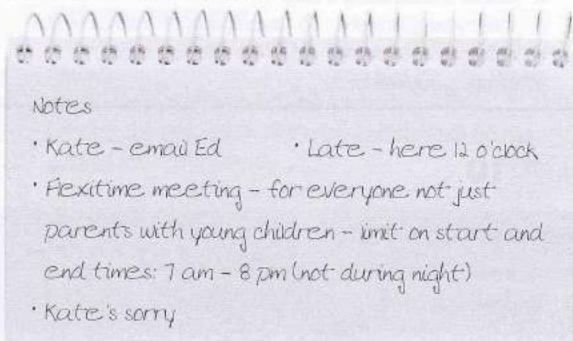 Notes
· Kate – email Ed · Late – here 12 o'clock
· Flexitime meeting – for everyone not just
parents with young children – limit on start and
end times: 7 am – 8 pm (not during night)
· Kate's sorry